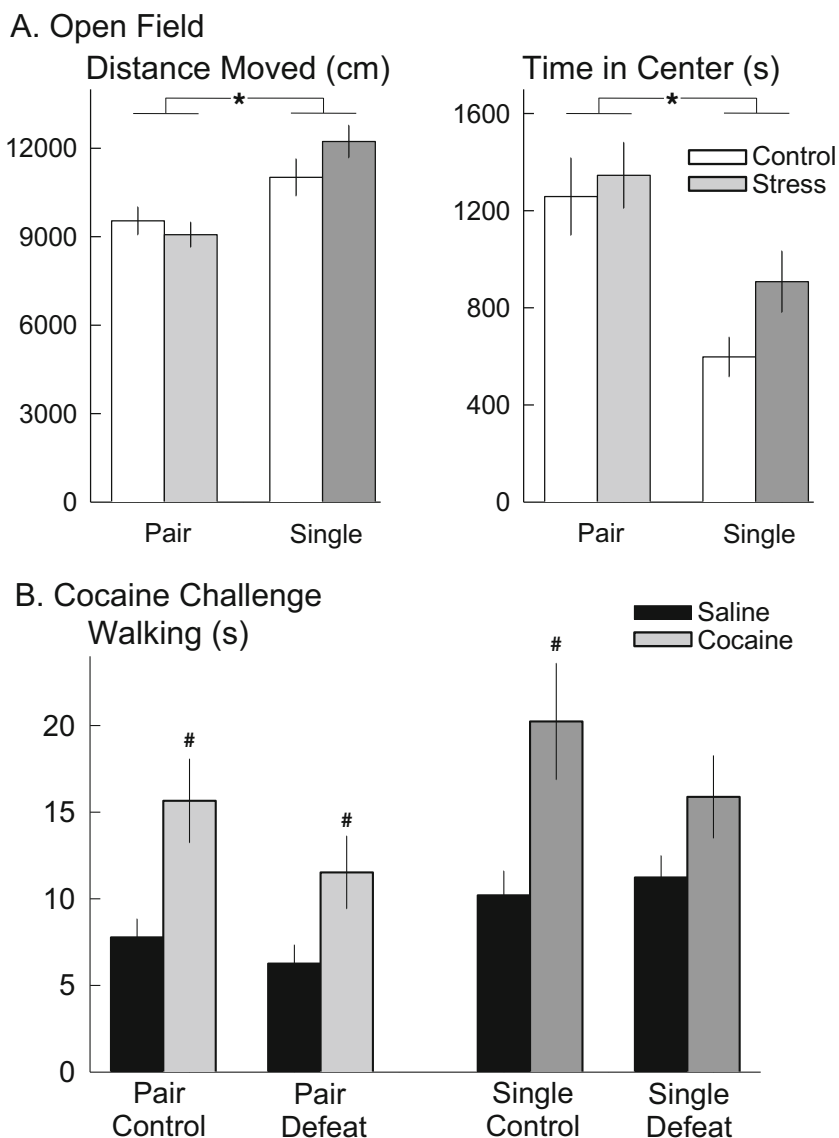 A. Open Field
Distance Moved (cm)
*
12000
9000
6000
3000
0
Pair
Single
Time in Center (s)
1600
*
Control
Stress
1200
800
400
0
Pair
Single
B. Cocaine Challenge
Walking (s)
Saline
Cocaine
#
#
#
20
15
10
5
0
Pair
Control
Pair
Defeat
Single
Control
Single
Defeat